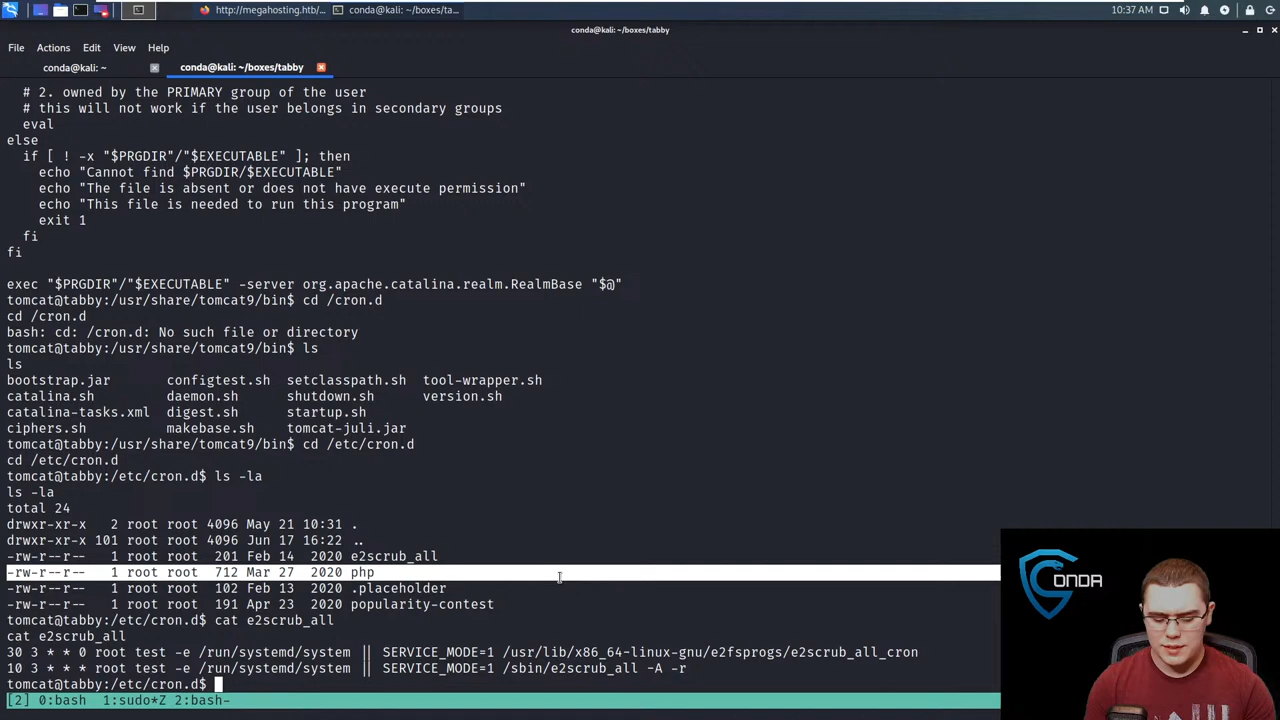 http://megahosting.htb/...
conda@kali: ~/boxes/ta...
10:37 AM
conda@kali: ~/boxes/tabby
File Actions Edit View Help
conda@kali: ~
conda@kali: ~/boxes/tabby
# 2. owned by the PRIMARY group of the user
# this will not work if the user belongs in secondary groups
eval
else
if [ ! -x "$PRGDIR"/"$EXECUTABLE" ]; then
echo "Cannot find $PRGDIR/$EXECUTABLE"
echo "The file is absent or does not have execute permission"
echo "This file is needed to run this program"
exit 1
fi
fi
exec "$PRGDIR"/"$EXECUTABLE" -server org.apache.catalina.realm.RealmBase "$@"
tomcat@tabby:/usr/share/tomcat9/bin$ cd /cron.d
cd /cron.d
bash: cd: /cron.d: No such file or directory
tomcat@tabby:/usr/share/tomcat9/bin$ ls
ls
bootstrap.jar configtest.sh setclasspath.sh tool-wrapper.sh
catalina.sh daemon.sh shutdown.sh version.sh
catalina-tasks.xml digest.sh startup.sh
ciphers.sh makebase.sh tomcat-juli.jar
tomcat@tabby:/usr/share/tomcat9/bin$ cd /etc/cron.d
cd /etc/cron.d
tomcat@tabby:/etc/cron.d$ ls -la
ls -la
total 24
drwxr-xr-x 2 root root 4096 May 21 10:31 .
drwxr-xr-x 101 root root 4096 Jun 17 16:22 ..
-rw-r--r-- 1 root root 201 Feb 14 2020 e2scrub_all
-rw-r--r-- 1 root root 712 Mar 27 2020 php
-rw-r--r-- 1 root root 102 Feb 13 2020 .placeholder
-rw-r--r-- 1 root root 191 Apr 23 2020 popularity-contest
tomcat@tabby:/etc/cron.d$ cat e2scrub_all
cat e2scrub_all
30 3 * * 0 root test -e /run/systemd/system || SERVICE_MODE=1 /usr/lib/x86_64-linux-gnu/e2fsprogs/e2scrub_all_cron
10 3 * * * root test -e /run/systemd/system || SERVICE_MODE=1 /sbin/e2scrub_all -A -r
tomcat@tabby:/etc/cron.d$
[2] 0:bash 1:sudo*Z 2:bash-
CONDA